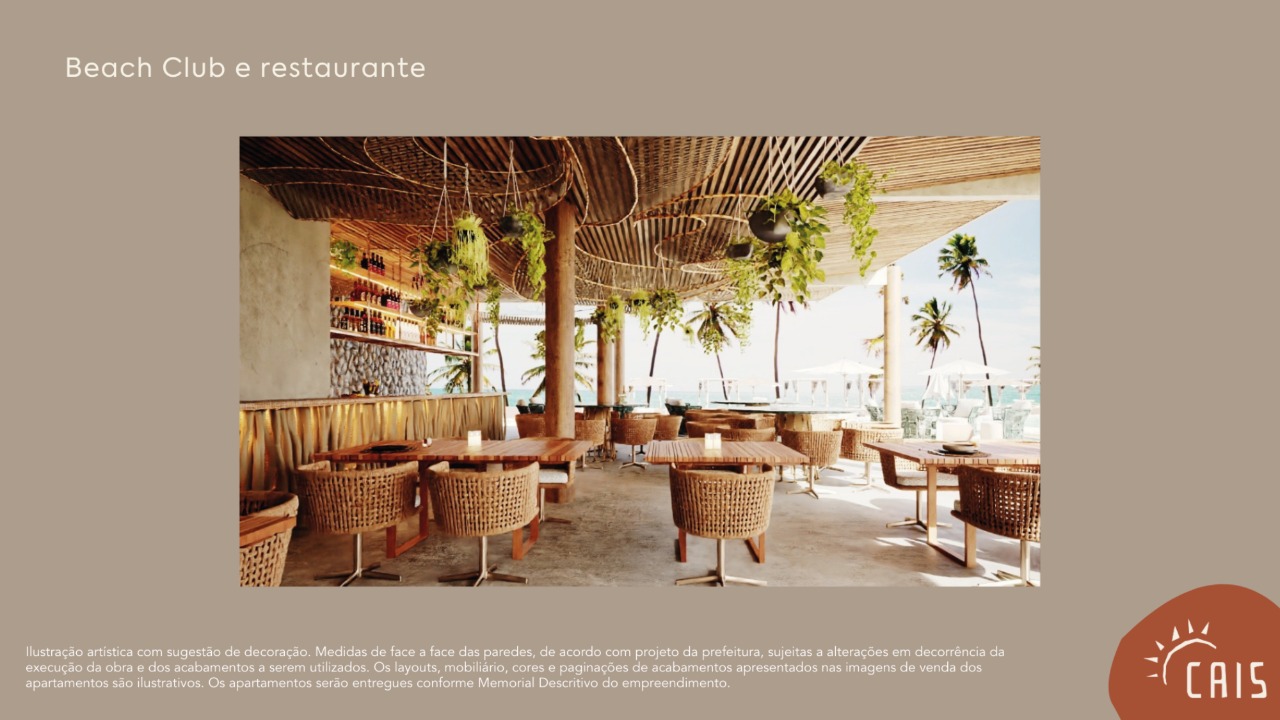 Beach Club e restaurante
Ilustração artística com sugestão de decoração. Medidas de face a face das paredes, de acordo com projeto da prefeitura, sujeitas a alterações em decorrência da
execução da obra e dos acabamentos a serem utilizados. Os layouts, mobiliário, cores e paginações de acabamentos apresentados nas imagens de venda dos
apartamentos são ilustrativos. Os apartamentos serão entregues conforme Memorial Descritivo do empreendimento.
CAIS